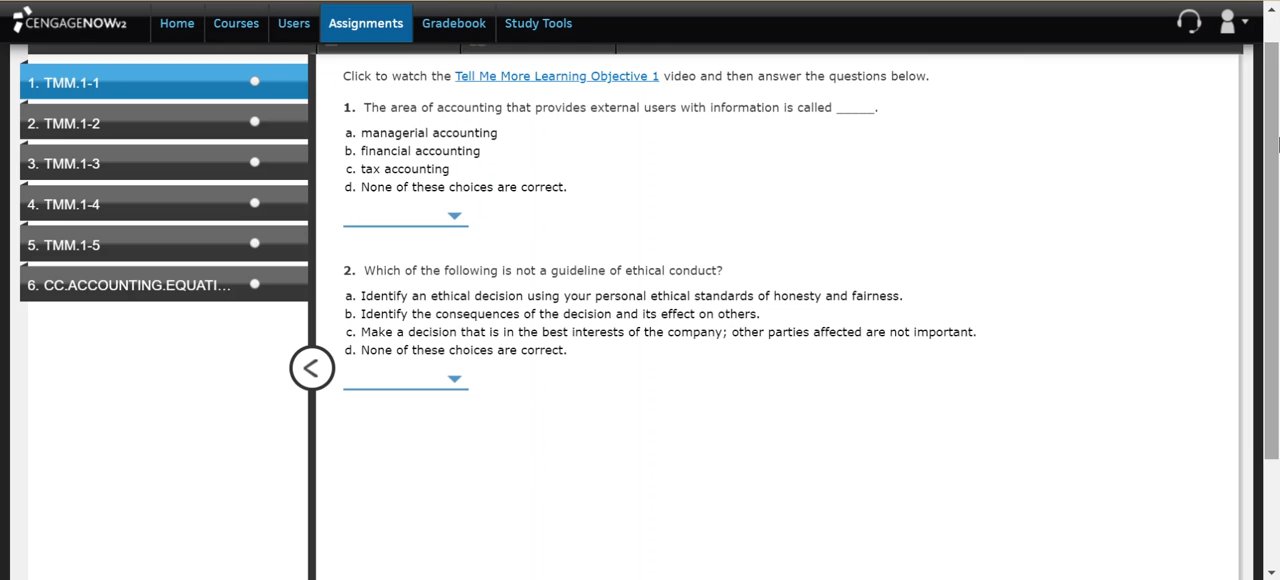 CENGAGENOWv2 Home Courses Users Assignments Gradebook Study Tools
1. TMM.1-1
2. TMM.1-2
3. TMM.1-3
4. TMM.1-4
5. TMM.1-5
6. CC.ACCOUNTING.EQUATI...
Click to watch the Tell Me More Learning Objective 1 video and then answer the questions below.
1. The area of accounting that provides external users with information is called _____.
a. managerial accounting
b. financial accounting
c. tax accounting
d. None of these choices are correct.
2. Which of the following is not a guideline of ethical conduct?
a. Identify an ethical decision using your personal ethical standards of honesty and fairness.
b. Identify the consequences of the decision and its effect on others.
c. Make a decision that is in the best interests of the company; other parties affected are not important.
d. None of these choices are correct.